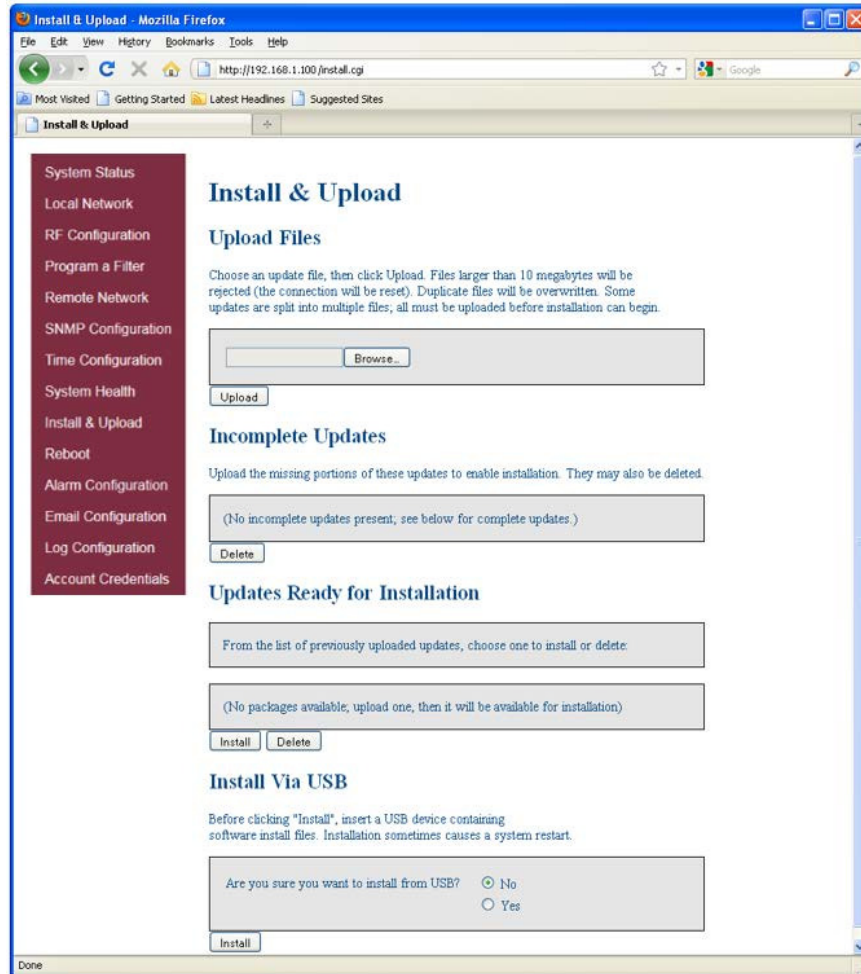 Install & Upload - Mozilla Firefox
File Edit View History Bookmarks Tools Help
http://192.168.1.100/install.cgi
Google
Most Visited Getting Started Latest Headlines Suggested Sites
Install & Upload
System Status
Local Network
RF Configuration
Program a Filter
Remote Network
SNMP Configuration
Time Configuration
System Health
Install & Upload
Reboot
Alarm Configuration
Email Configuration
Log Configuration
Account Credentials
Install & Upload
Upload Files
Choose an update file, then click Upload. Files larger than 10 megabytes will be
rejected (the connection will be reset). Duplicate files will be overwritten. Some
updates are split into multiple files; all must be uploaded before installation can begin.
Browse...
Upload
Incomplete Updates
Upload the missing portions of these updates to enable installation. They may also be deleted.
(No incomplete updates present; see below for complete updates.)
Delete
Updates Ready for Installation
From the list of previously uploaded updates, choose one to install or delete:
(No packages available; upload one, then it will be available for installation)
Install Delete
Install Via USB
Before clicking "Install", insert a USB device containing
software install files. Installation sometimes causes a system restart.
Are you sure you want to install from USB? No
Yes
Install
Done